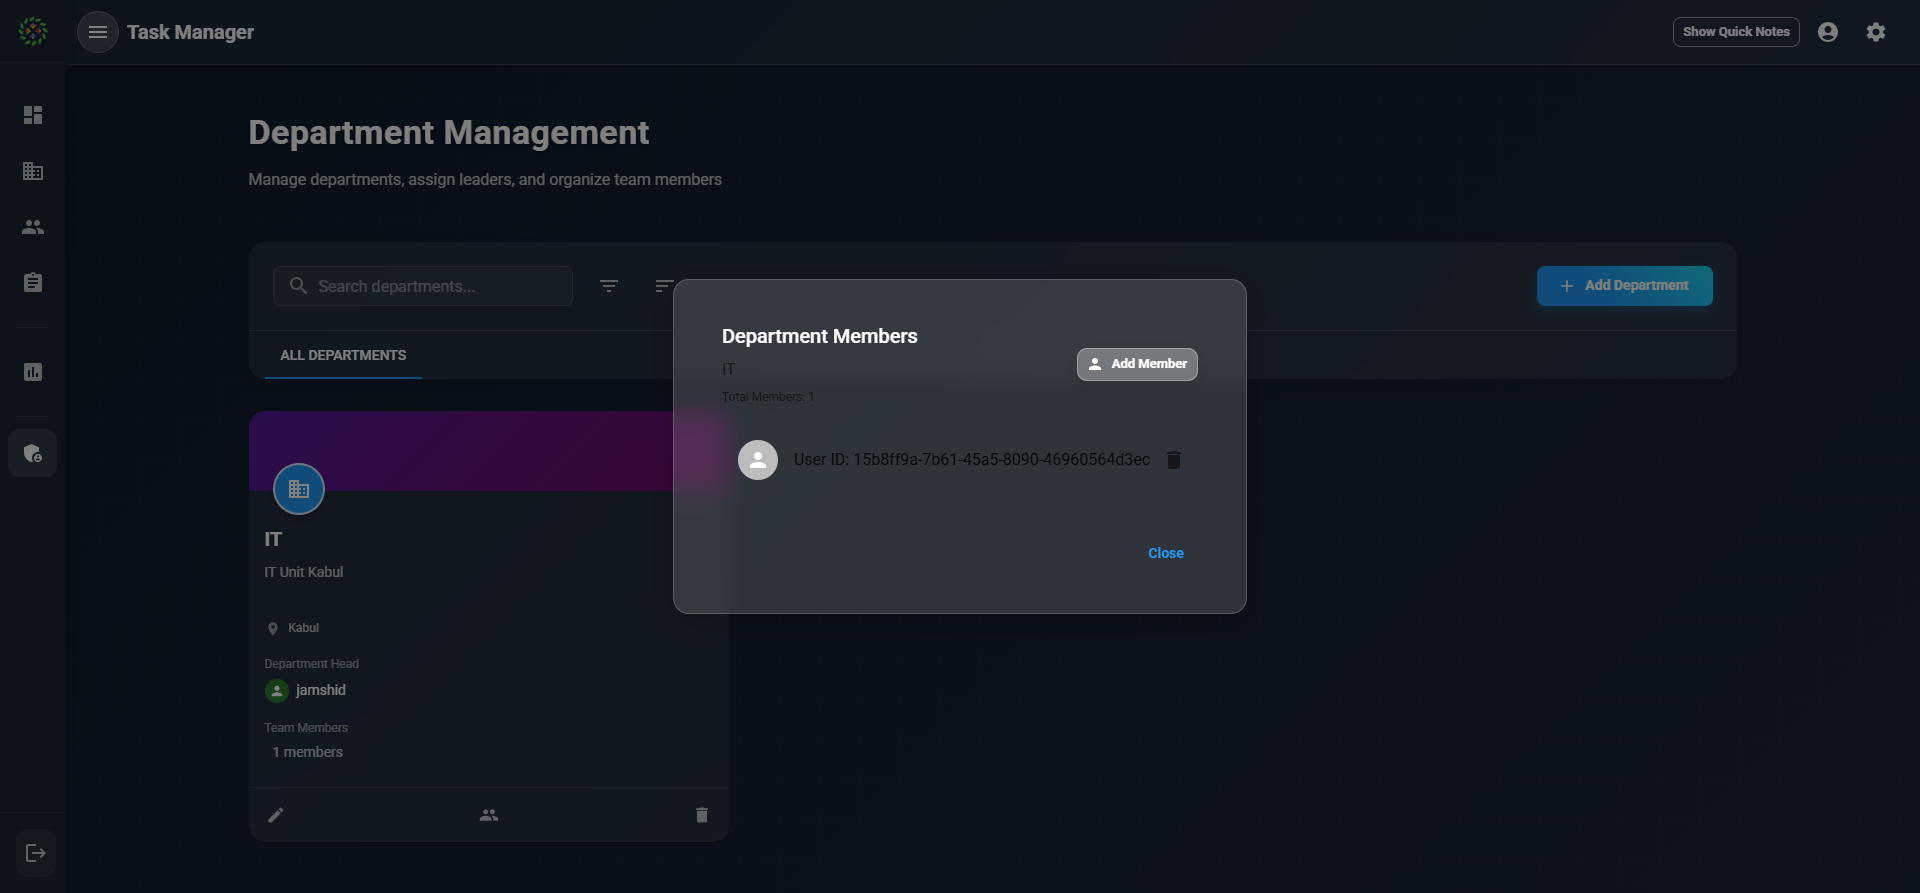 Task Manager
Show Quick Notes
Department Management
Manage departments, assign leaders, and organize team members
Search departments...
Add Department
ALL DEPARTMENTS
Department Members
IT
Total Members: 1
Add Member
User ID: 15b8ff9a-7b61-45a5-8090-46960564d3ec
Close
IT
IT Unit Kabul
Kabul
Department Head
jamshid
Team Members
1 members